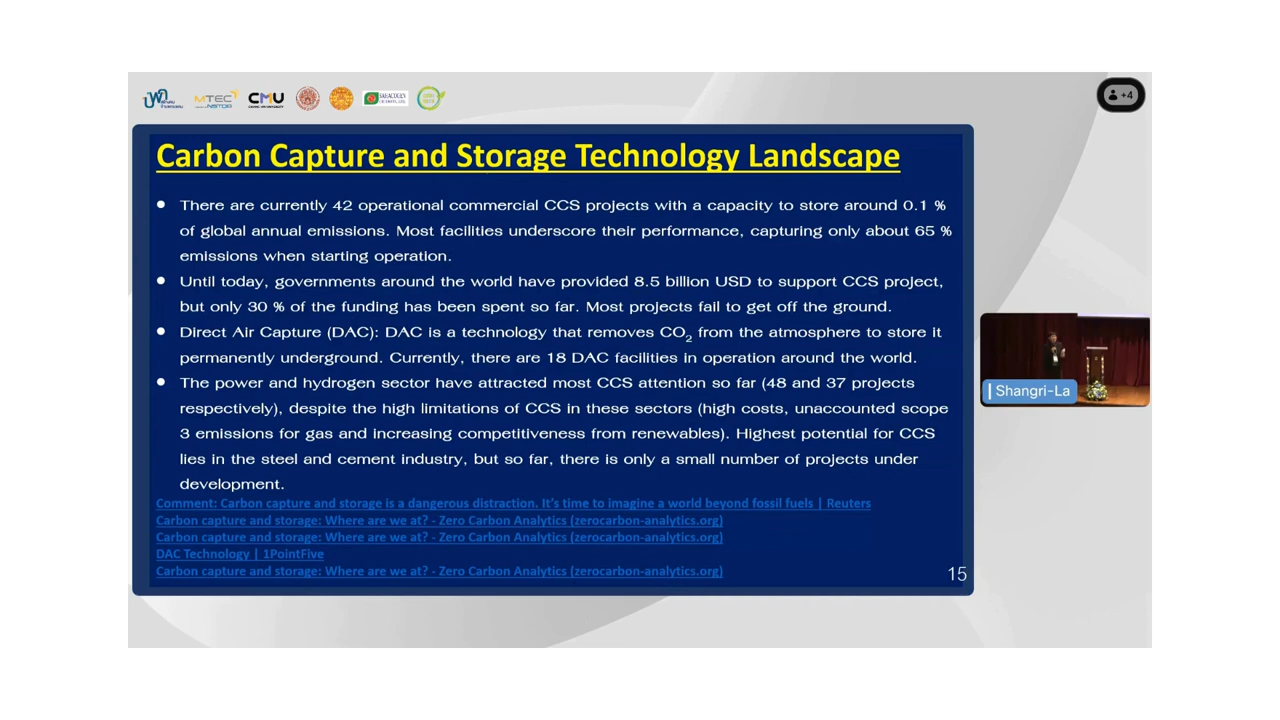 MTEC
NSTDA
CMU
+4
Carbon Capture and Storage Technology Landscape
• There are currently 42 operational commercial CCS projects with a capacity to store around 0.1 %
of global annual emissions. Most facilities underscore their performance, capturing only about 65 %
emissions when starting operation.
• Until today, governments around the world have provided 8.5 billion USD to support CCS project,
but only 30 % of the funding has been spent so far. Most projects fail to get off the ground.
• Direct Air Capture (DAC): DAC is a technology that removes CO2 from the atmosphere to store it
permanently underground. Currently, there are 18 DAC facilities in operation around the world.
• The power and hydrogen sector have attracted most CCS attention so far (48 and 37 projects
respectively), despite the high limitations of CCS in these sectors (high costs, unaccounted scope
3 emissions for gas and increasing competitiveness from renewables). Highest potential for CCS
lies in the steel and cement industry, but so far, there is only a small number of projects under
development.
Comment: Carbon capture and storage is a dangerous distraction. It's time to imagine a world beyond fossil fuels | Reuters
Carbon capture and storage: Where are we at? - Zero Carbon Analytics (zerocarbon-analytics.org)
Carbon capture and storage: Where are we at? - Zero Carbon Analytics (zerocarbon-analytics.org)
DAC Technology | 1PointFive
Carbon capture and storage: Where are we at? - Zero Carbon Analytics (zerocarbon-analytics.org)
15
Shangri-La